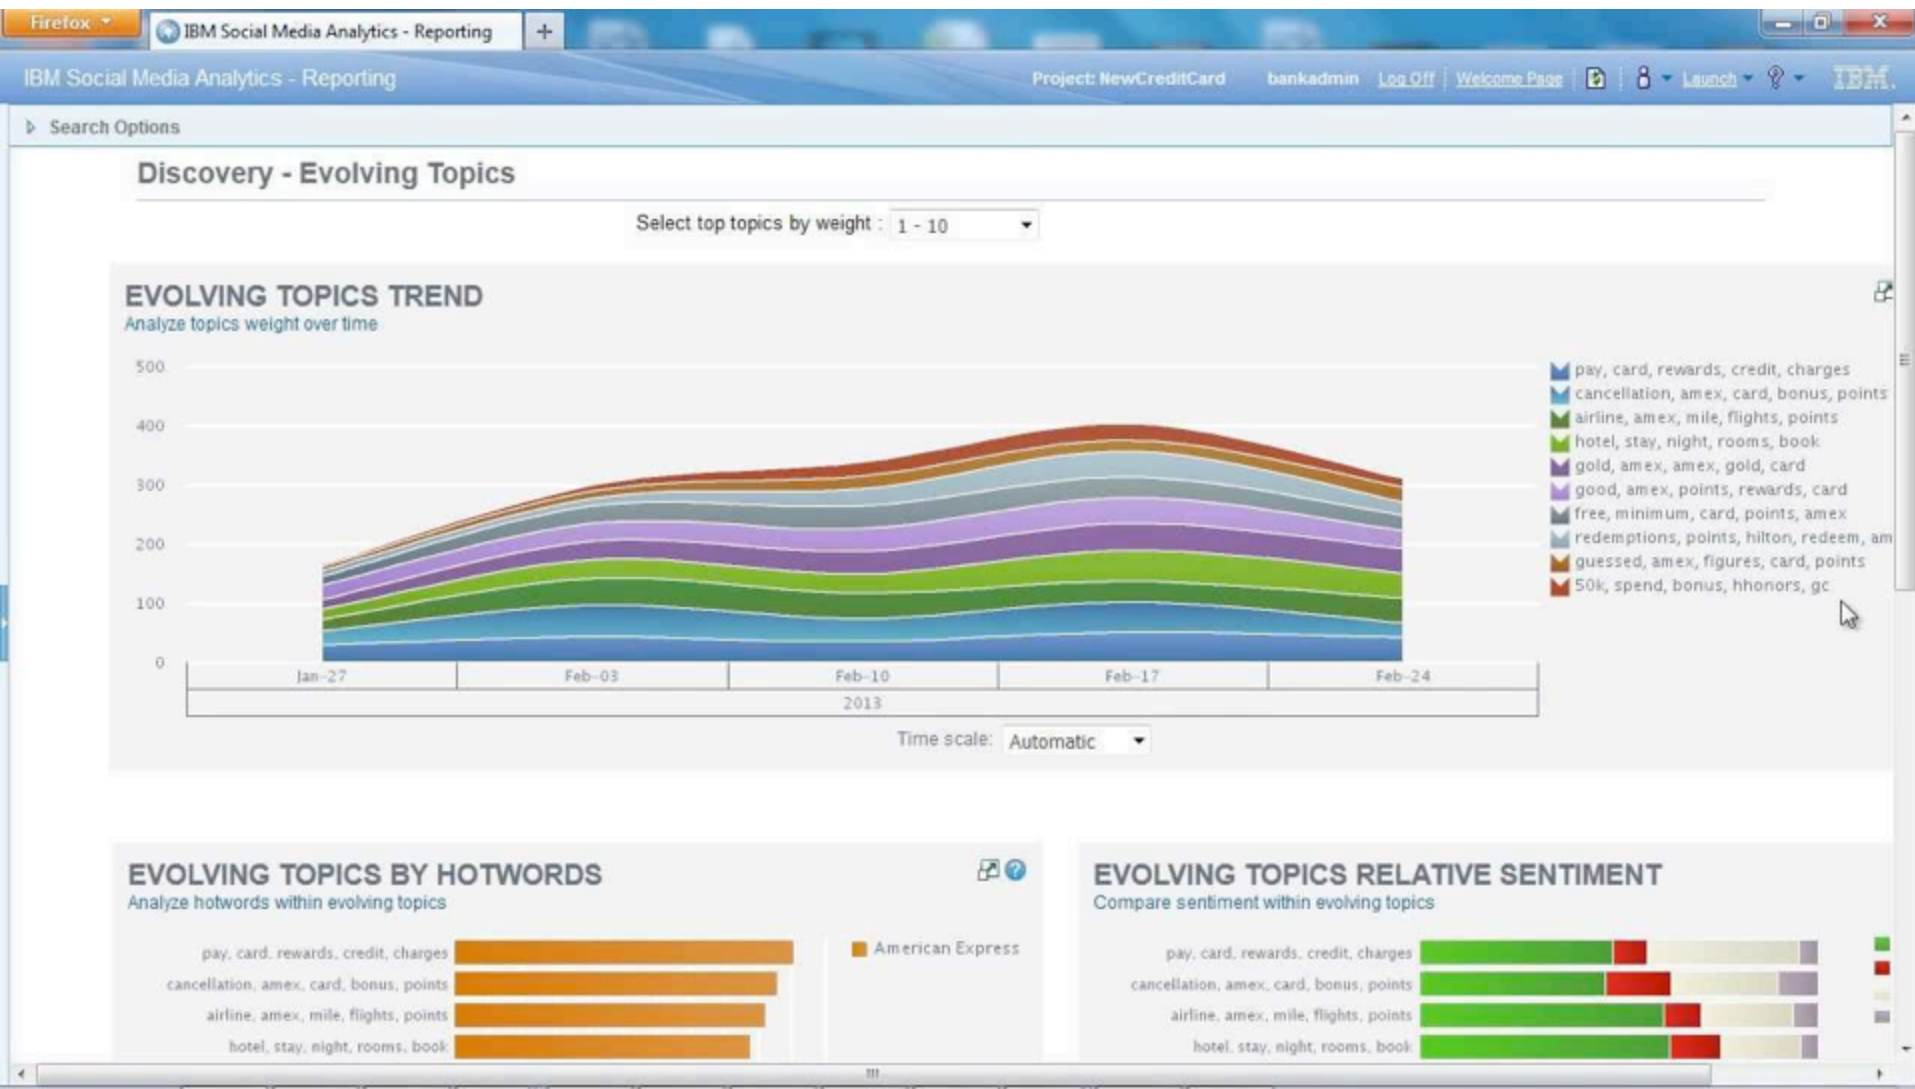 Firefox
IBM Social Media Analytics - Reporting
+
IBM Social Media Analytics - Reporting
Project: NewCreditCard
bankadmin
Log Off
Welcome Page
Launch
IBM.
Search Options
Discovery - Evolving Topics
Select top topics by weight : 1 - 10
EVOLVING TOPICS TREND
Analyze topics weight over time
500
400
300
200
100
0
Jan-27
Feb-03
Feb-10
Feb-17
Feb-24
2013
Time scale: Automatic
pay, card, rewards, credit, charges
cancellation, amex, card, bonus, points
airline, amex, mile, flights, points
hotel, stay, night, rooms, book
gold, amex, amex, gold, card
good, amex, points, rewards, card
free, minimum, card, points, amex
redemptions, points, hilton, redeem, am
guessed, amex, figures, card, points
50k, spend, bonus, hhonors, gc
EVOLVING TOPICS BY HOTWORDS
Analyze hotwords within evolving topics
pay, card, rewards, credit, charges
cancellation, amex, card, bonus, points
airline, amex, mile, flights, points
hotel, stay, night, rooms, book
American Express
EVOLVING TOPICS RELATIVE SENTIMENT
Compare sentiment within evolving topics
pay, card, rewards, credit, charges
cancellation, amex, card, bonus, points
airline, amex, mile, flights, points
hotel, stay, night, rooms, book